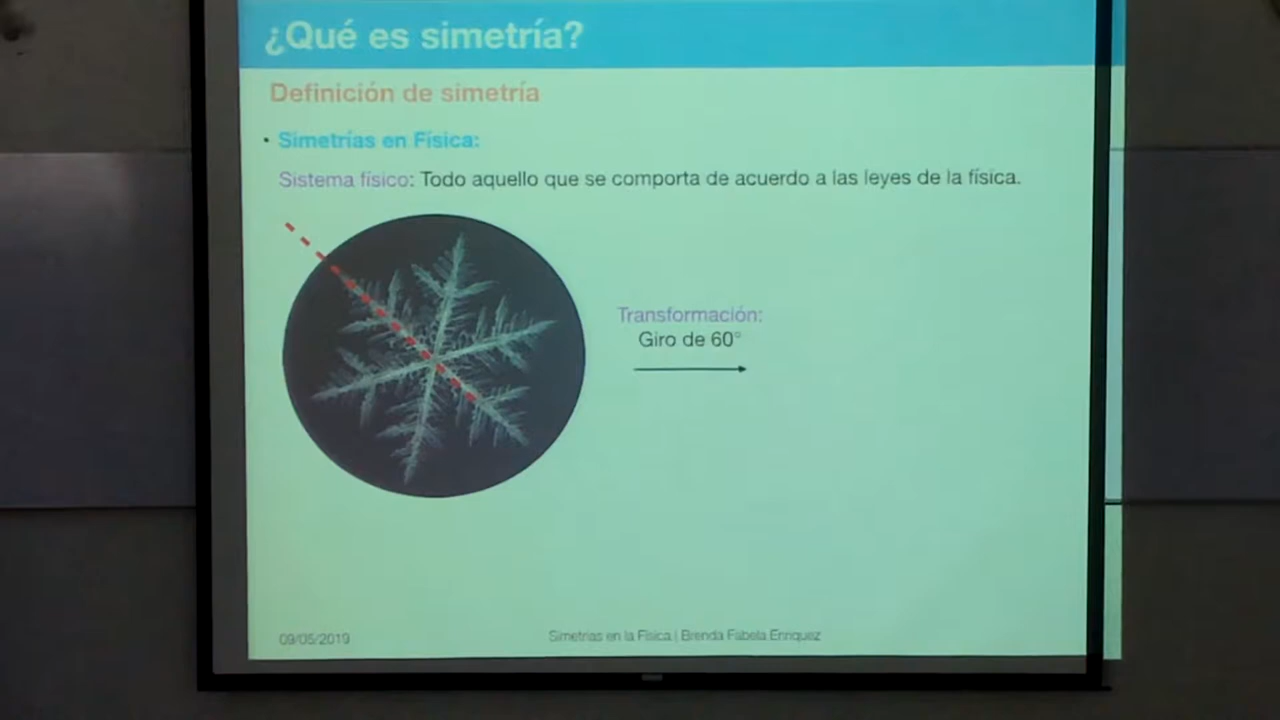 ¿Qué es simetría?
Definición de simetría
• Simetrías en Física:
Sistema físico: Todo aquello que se comporta de acuerdo a las leyes de la física.
Transformación:
Giro de 60°
09/05/2019
Simetrías en la Física | Brenda Fabela Enriquez